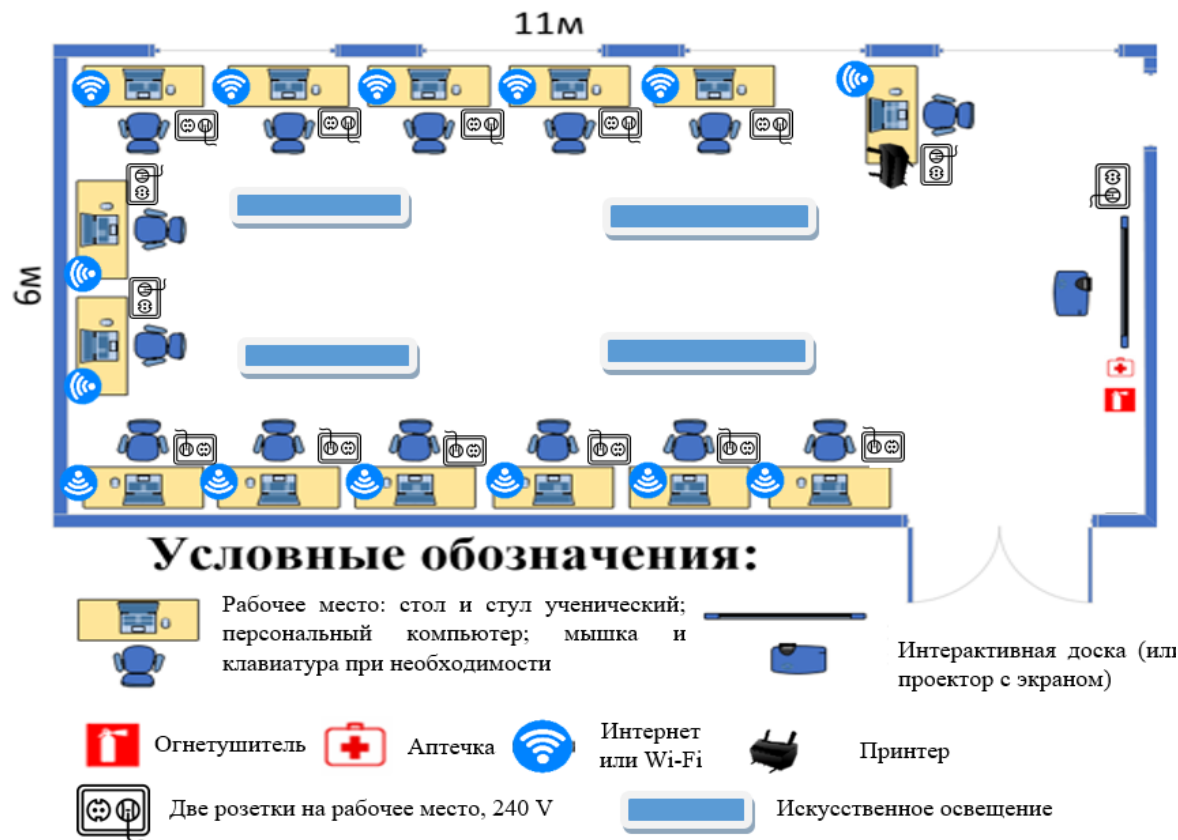 11м
6м
Условные обозначения:
Рабочее место: стол и стул ученический;
персональный компьютер; мышка и
клавиатура при необходимости
Интерактивная доска (или
проектор с экраном)
Огнетушитель
Аптечка
Интернет
или Wi-Fi
Принтер
Две розетки на рабочее место, 240 V
Искусственное освещение